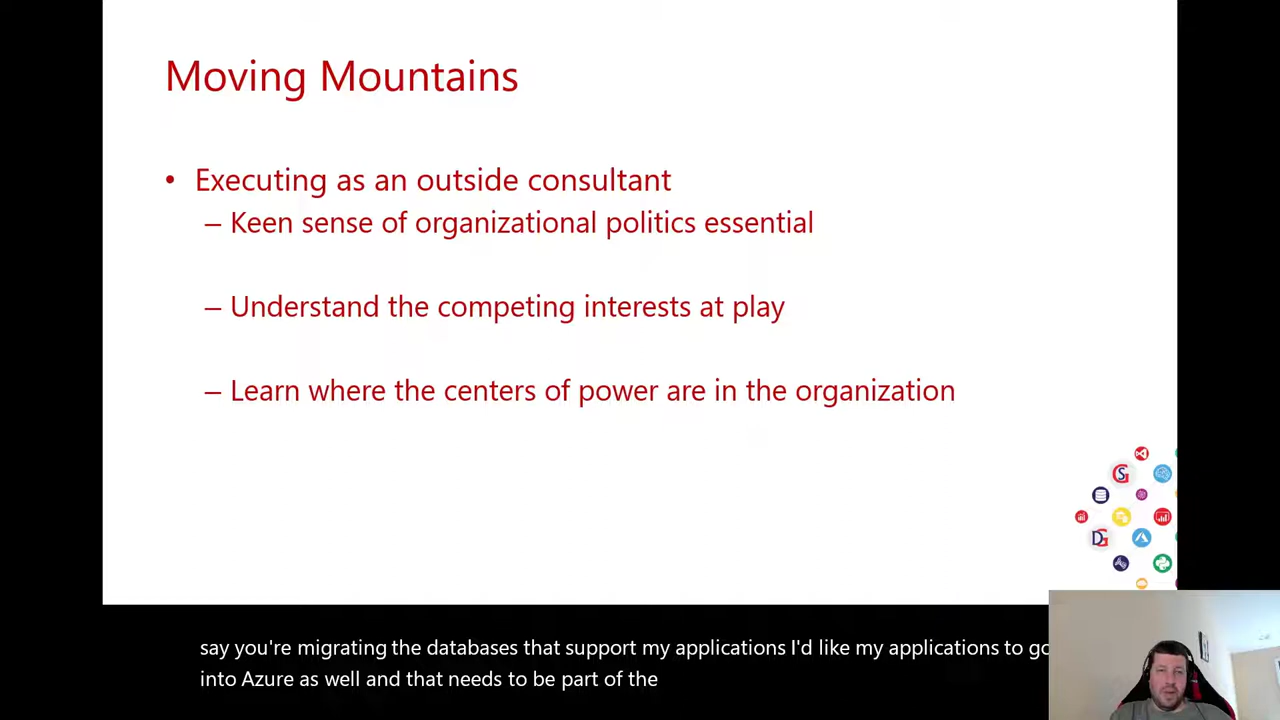 Moving Mountains
• Executing as an outside consultant
– Keen sense of organizational politics essential
– Understand the competing interests at play
– Learn where the centers of power are in the organization
say you're migrating the databases that support my applications I'd like my applications to go
into Azure as well and that needs to be part of the